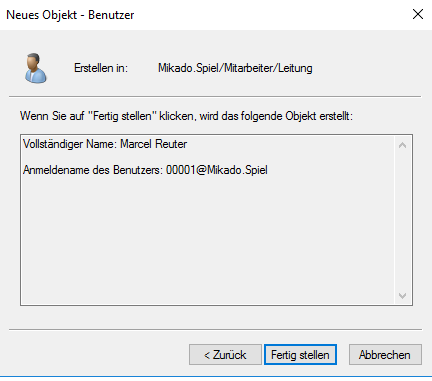 Neues Objekt - Benutzer
Erstellen in: Mikado.Spiel/Mitarbeiter/Leitung
Wenn Sie auf "Fertig stellen" klicken, wird das folgende Objekt erstellt:
Vollständiger Name: Marcel Reuter
Anmeldename des Benutzers: 00001@Mikado.Spiel
< Zurück Fertig stellen Abbrechen